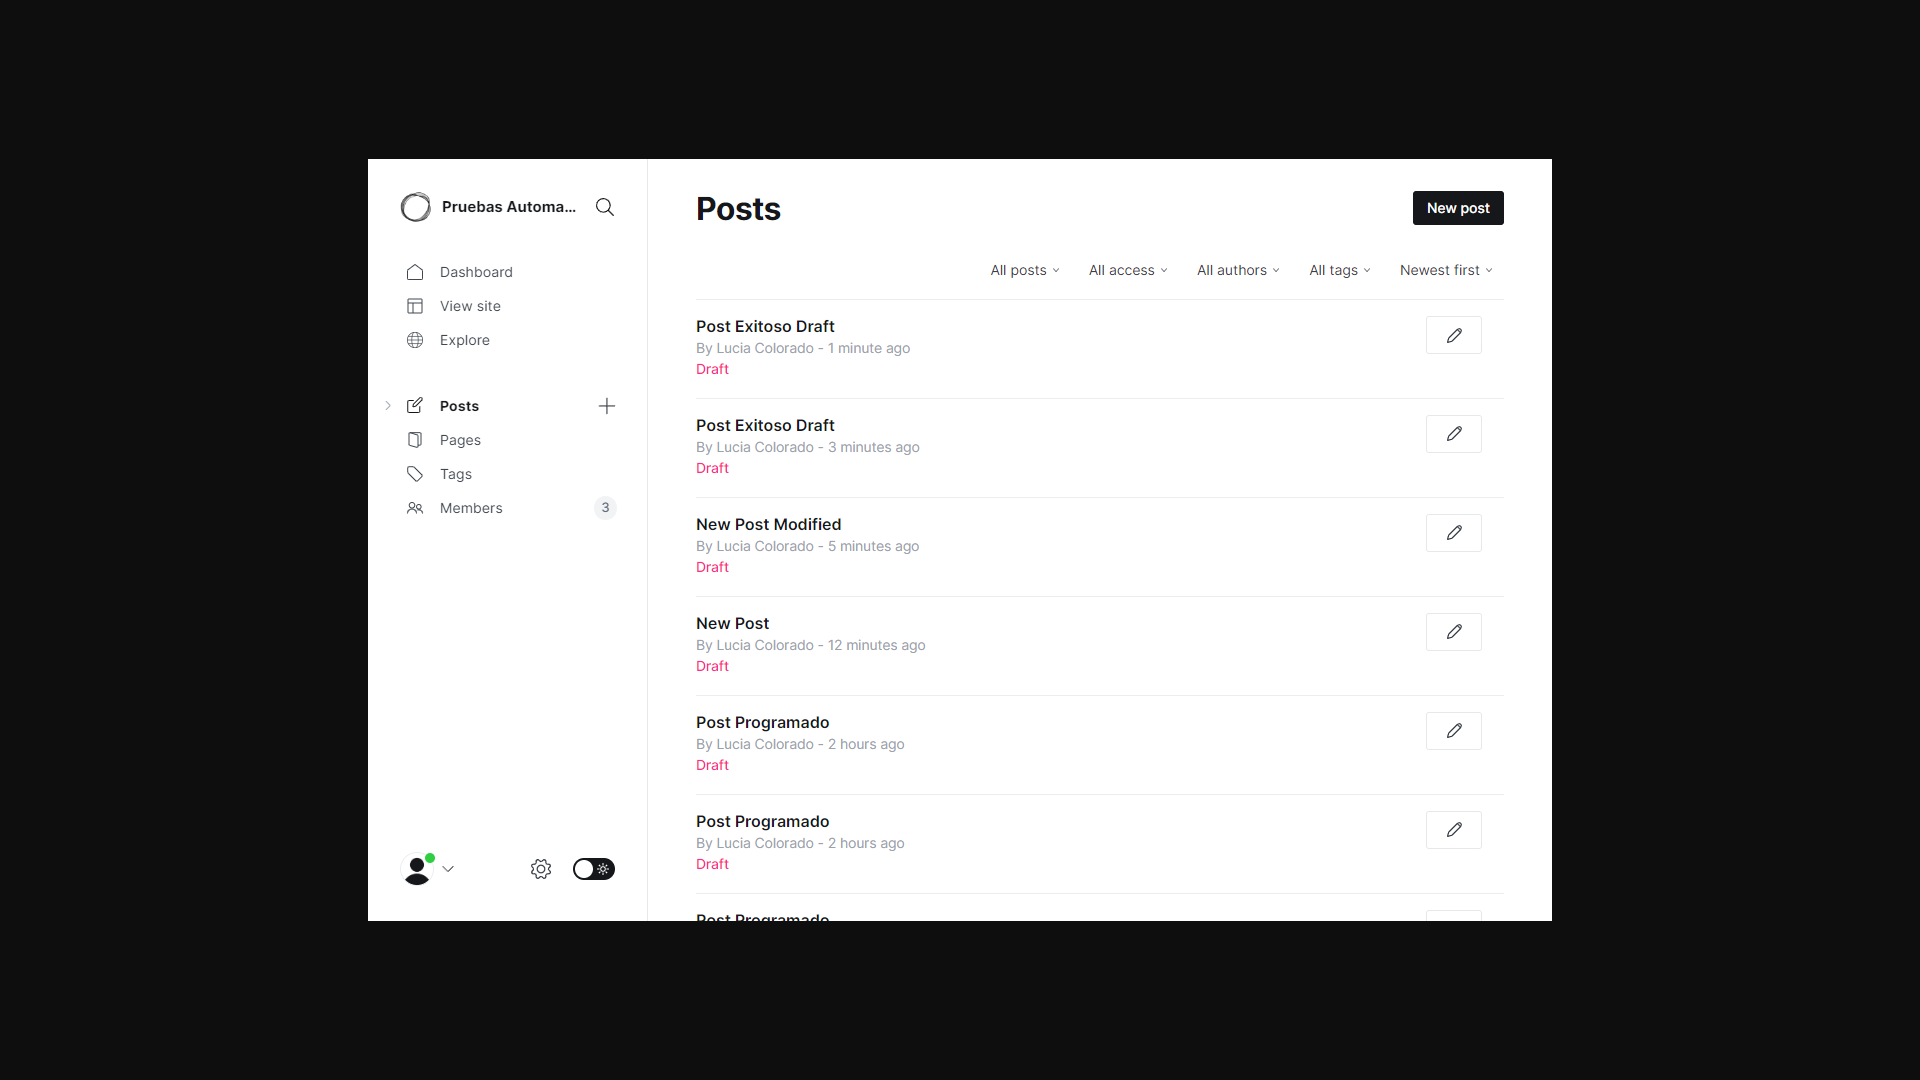 Pruebas Automa...
Dashboard
View site
Explore
Posts
Pages
Tags
Members
3
Posts
New post
All posts
All access
All authors
All tags
Newest first
Post Exitoso Draft
By Lucia Colorado - 1 minute ago
Draft
Post Exitoso Draft
By Lucia Colorado - 3 minutes ago
Draft
New Post Modified
By Lucia Colorado - 5 minutes ago
Draft
New Post
By Lucia Colorado - 12 minutes ago
Draft
Post Programado
By Lucia Colorado - 2 hours ago
Draft
Post Programado
By Lucia Colorado - 2 hours ago
Draft
Post Programado